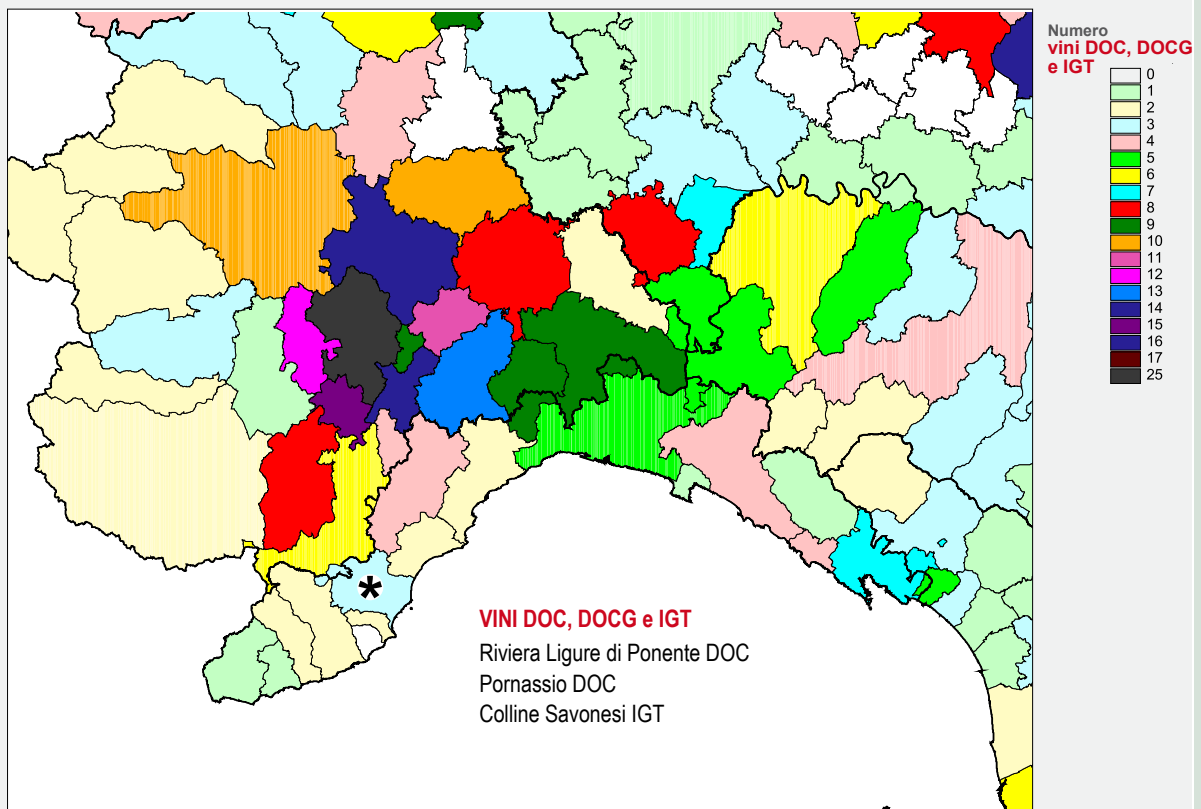 Numero
vini DOC, DOCG
e IGT
0
1
2
3
4
5
6
7
8
9
10
11
12
13
14
15
16
17
25
*
VINI DOC, DOCG e IGT
Riviera Ligure di Ponente DOC
Pornassio DOC
Colline Savonesi IGT